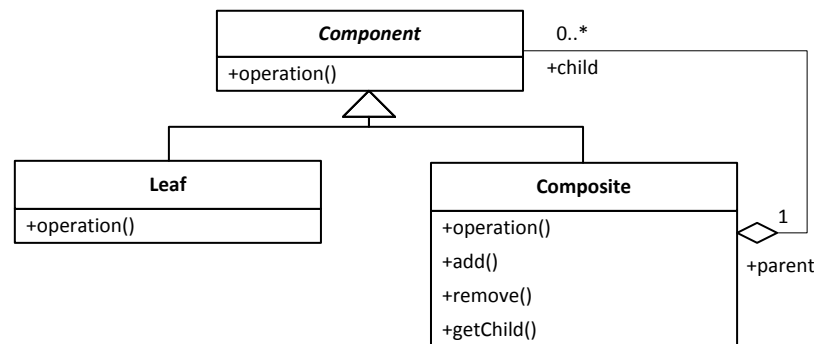 Component
+operation()
0..*
+child
Leaf
+operation()
Composite
+operation()
+add()
+remove()
+getChild()
1
+parent